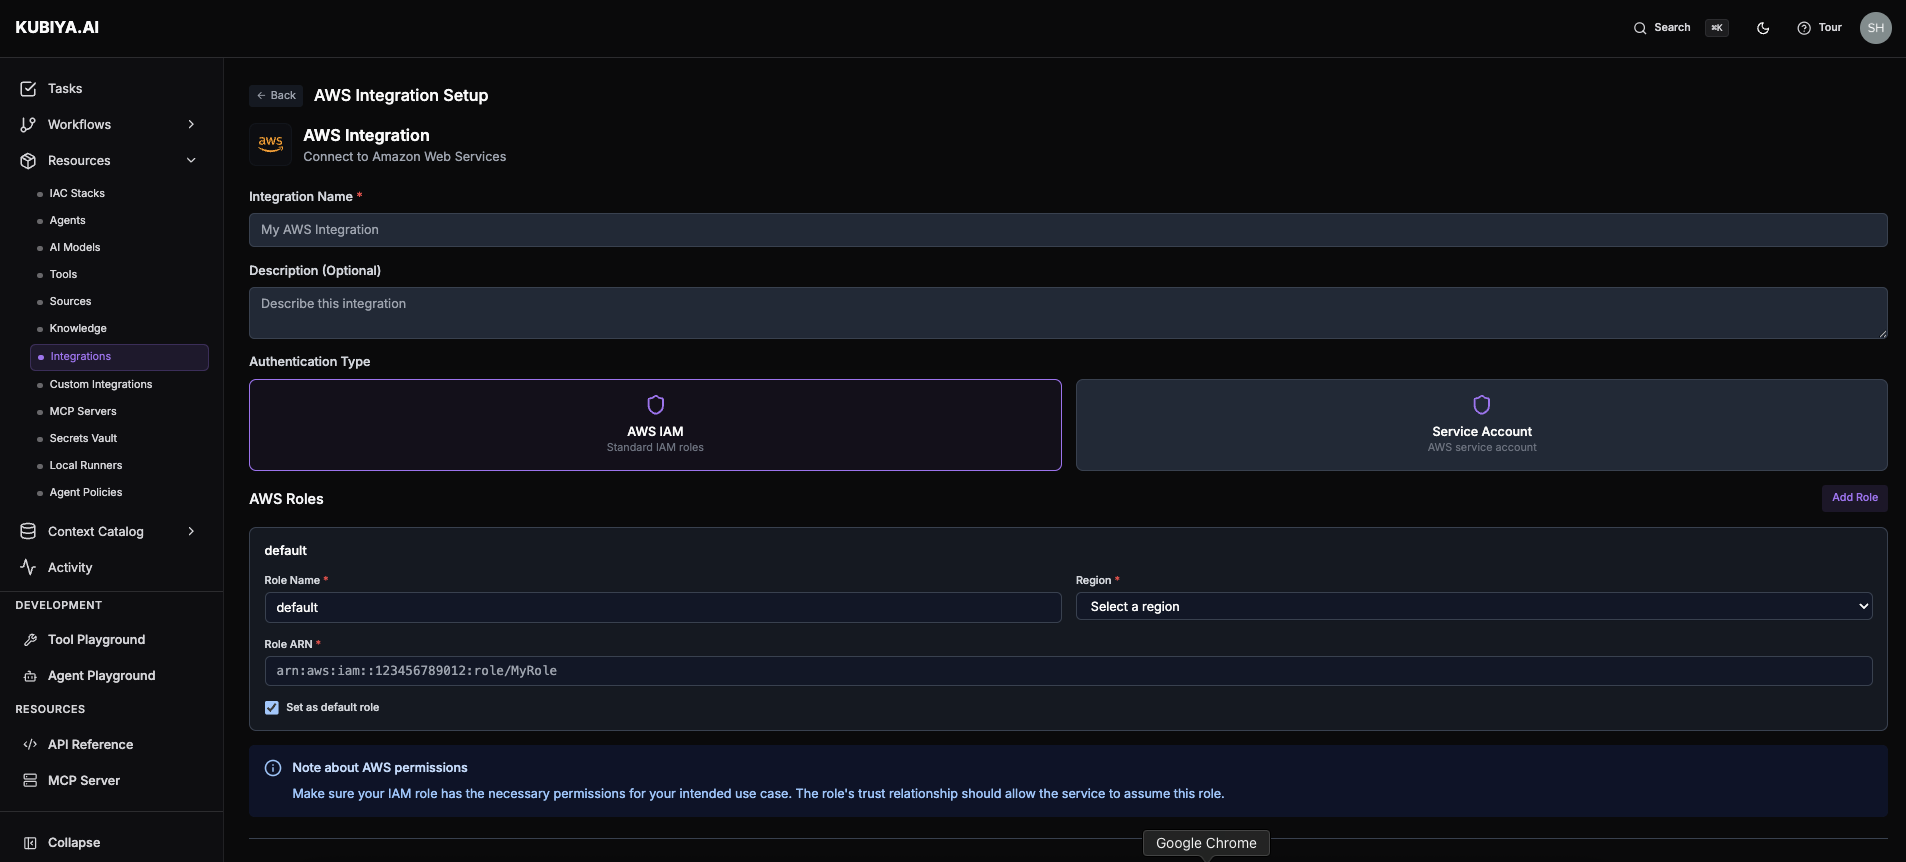 KUBIYA.AI
Search ⌘K Tour SH
Tasks
Workflows
Resources
IAC Stacks
Agents
AI Models
Tools
Sources
Knowledge
Integrations
Custom Integrations
MCP Servers
Secrets Vault
Local Runners
Agent Policies
Context Catalog
Activity
DEVELOPMENT
Tool Playground
Agent Playground
RESOURCES
API Reference
MCP Server
Collapse
← Back AWS Integration Setup
aws
AWS Integration
Connect to Amazon Web Services
Integration Name *
My AWS Integration
Description (Optional)
Describe this integration
Authentication Type
AWS IAM
Standard IAM roles
Service Account
AWS service account
AWS Roles Add Role
default
Role Name * Region *
default Select a region
Role ARN *
arn:aws:iam::123456789012:role/MyRole
Set as default role
Note about AWS permissions
Make sure your IAM role has the necessary permissions for your intended use case. The role's trust relationship should allow the service to assume this role.
Google Chrome